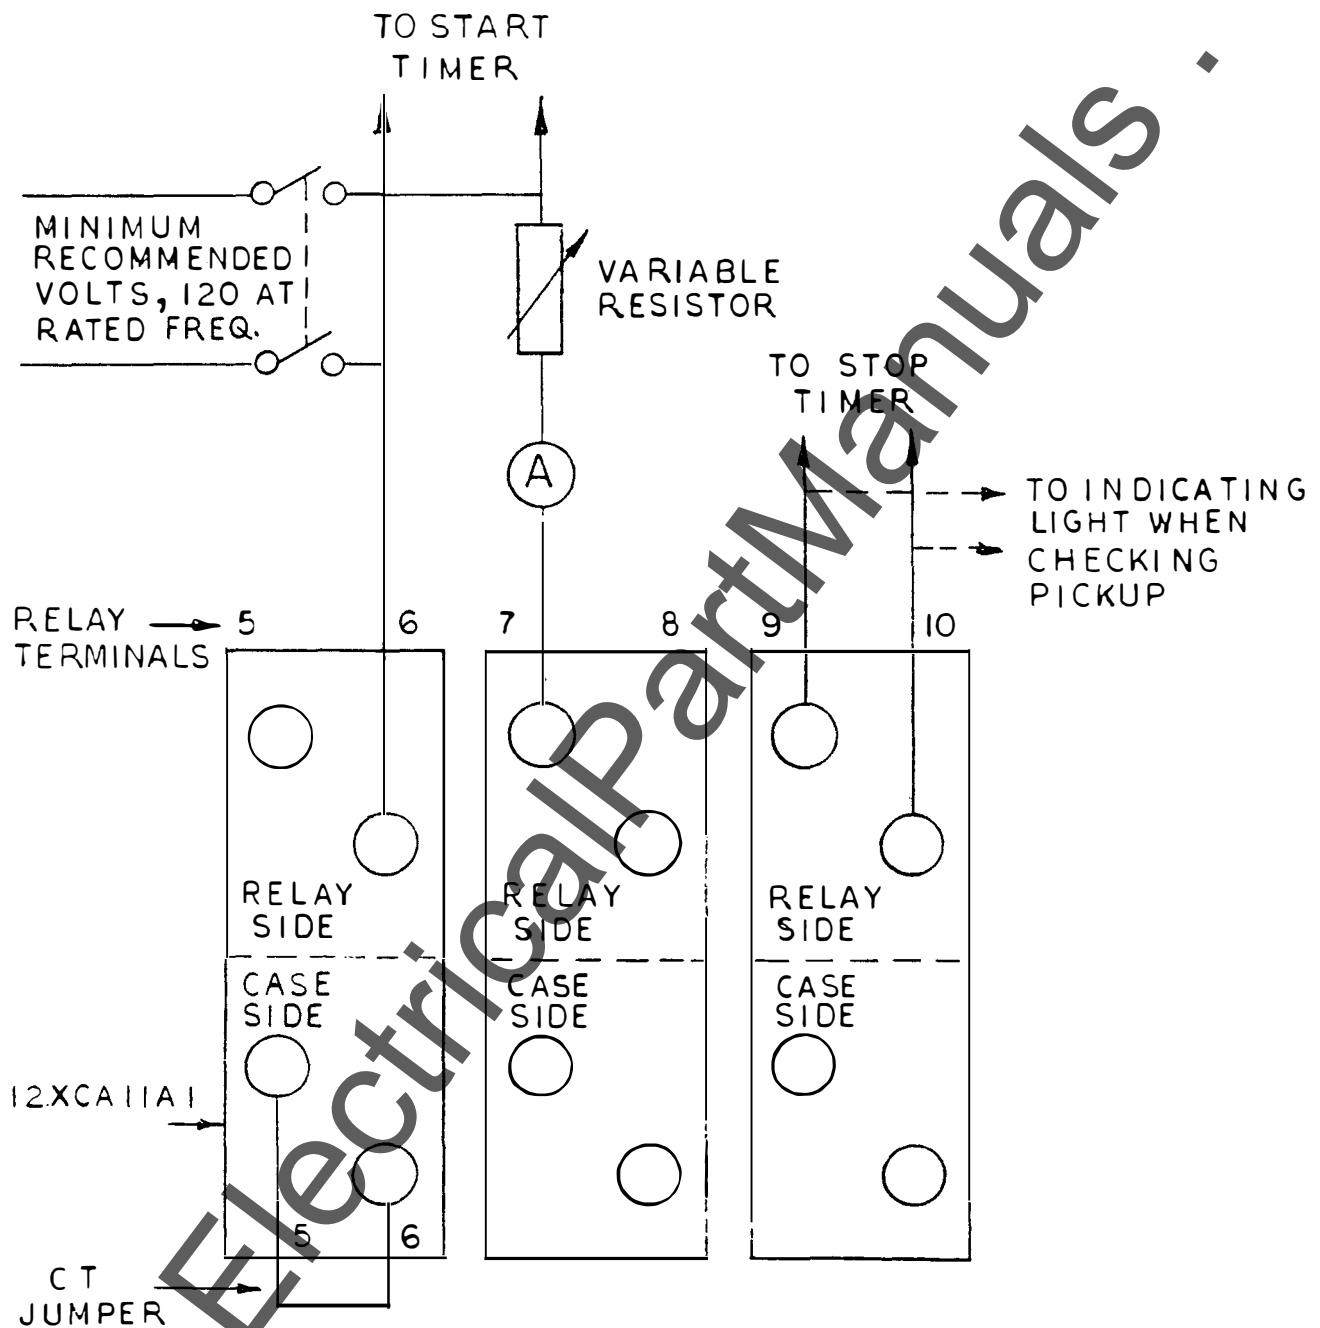 TO START
TIMER
MINIMUM
RECOMMENDED
VOLTS, 120 AT
RATED FREQ.
VARIABLE
RESISTOR
TO STOP
TIMER
A
TO INDICATING
LIGHT WHEN
CHECKING
PICKUP
RELAY
TERMINALS
5 6 7 8 9 10
RELAY
SIDE
CASE
SIDE
RELAY
SIDE
CASE
SIDE
RELAY
SIDE
CASE
SIDE
12XCA11A1
5 6
CT
JUMPER
ElectricalPartManuals .